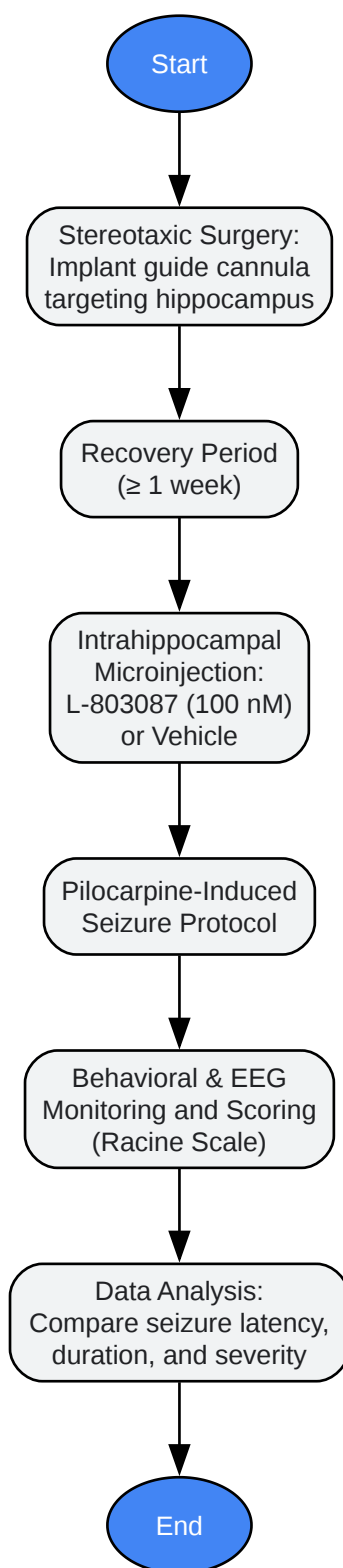 Start
Stereotaxic Surgery:
Implant guide cannula
targeting hippocampus
Recovery Period
(≥ 1 week)
Intrahippocampal
Microinjection:
L-803087 (100 nM)
or Vehicle
Pilocarpine-Induced
Seizure Protocol
Behavioral & EEG
Monitoring and Scoring
(Racine Scale)
Data Analysis:
Compare seizure latency,
duration, and severity
End